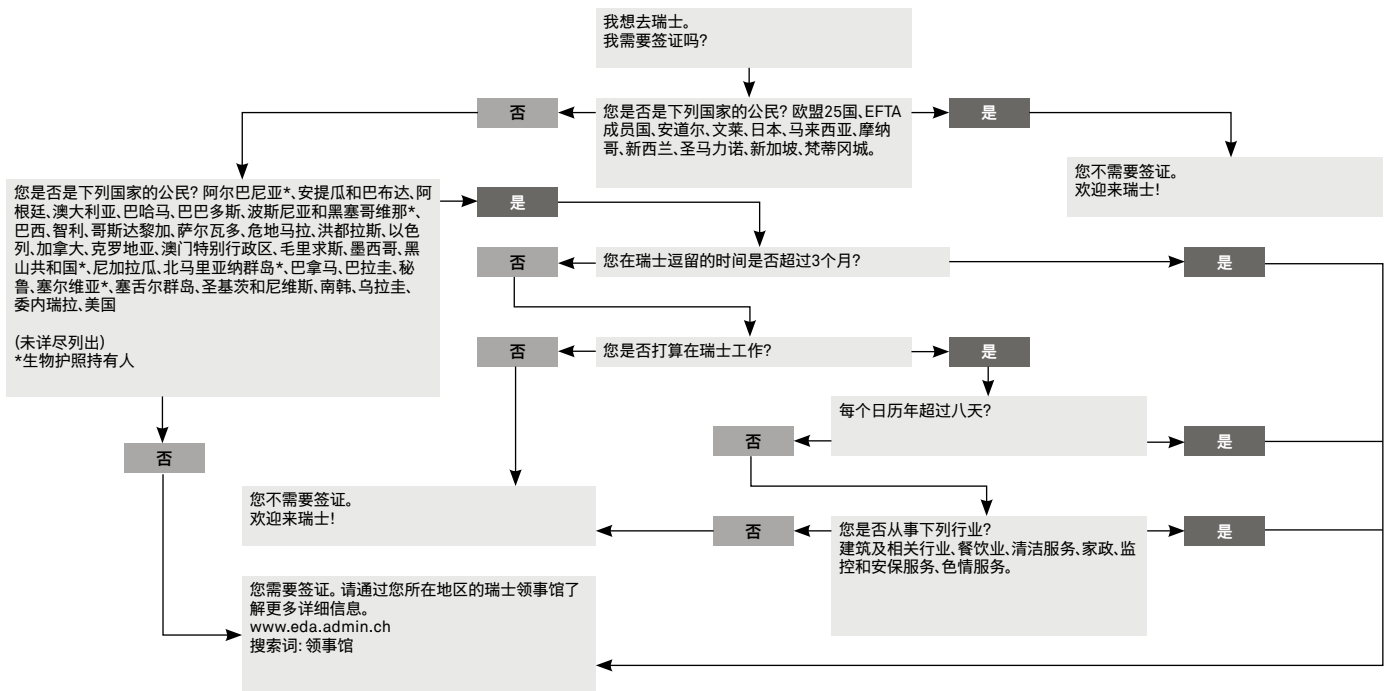 我想去瑞士。
我需要签证吗?
否
您是否是下列国家的公民? 欧盟25国、EFTA
成员国、安道尔、文莱、日本、马来西亚、摩纳
哥、新西兰、圣马力诺、新加坡、梵蒂冈城。
是
您不需要签证。
欢迎来瑞士!
您是否是下列国家的公民? 阿尔巴尼亚*、安提瓜和巴布达、阿
根廷、澳大利亚、巴哈马、巴巴多斯、波斯尼亚和黑塞哥维那*、
巴西、智利、哥斯达黎加、萨尔瓦多、危地马拉、洪都拉斯、以色
列、加拿大、克罗地亚、澳门特别行政区、毛里求斯、墨西哥、黑
山共和国*、尼加拉瓜、北马里亚纳群岛*、巴拿马、巴拉圭、秘
鲁、塞尔维亚*、塞舌尔群岛、圣基茨和尼维斯、南韩、乌拉圭、
委内瑞拉、美国
(未详尽列出)
*生物护照持有人
是
否
您在瑞士逗留的时间是否超过3个月?
是
否
您是否打算在瑞士工作?
是
每个日历年超过八天?
否
是
否
您不需要签证。
欢迎来瑞士!
否
您是否从事下列行业?
建筑及相关行业、餐饮业、清洁服务、家政、监
控和安保服务、色情服务。
是
您需要签证。请通过您所在地区的瑞士领事馆了
解更多详细信息。
www.eda.admin.ch
搜索词: 领事馆